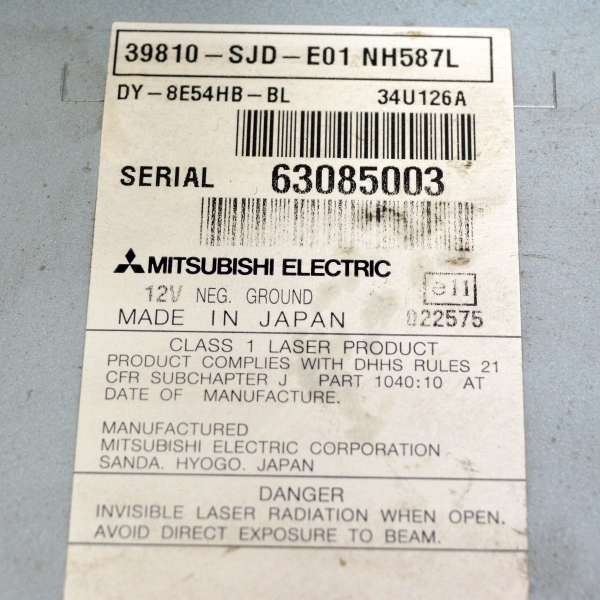 39810-SJD-E01 NH587L
DY-8E54HB-BL 34U126A
SERIAL 63085003
MITSUBISHI ELECTRIC
12V NEG. GROUND e11
MADE IN JAPAN 022575
CLASS 1 LASER PRODUCT
PRODUCT COMPLIES WITH DHHS RULES 21
CFR SUBCHAPTER J PART 1040:10 AT
DATE OF MANUFACTURE.
MANUFACTURED
MITSUBISHI ELECTRIC CORPORATION
SANDA. HYOGO. JAPAN
DANGER
INVISIBLE LASER RADIATION WHEN OPEN.
AVOID DIRECT EXPOSURE TO BEAM.